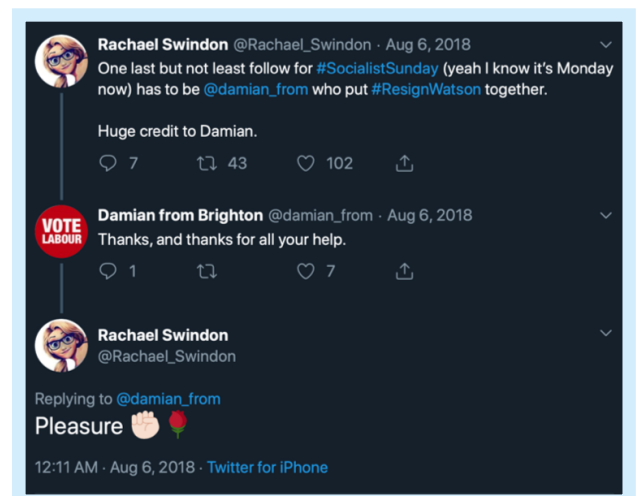 Rachael Swindon @Rachael_Swindon · Aug 6, 2018
One last but not least follow for #SocialistSunday (yeah I know it's Monday
now) has to be @damian_from who put #ResignWatson together.
Huge credit to Damian.
7 43 102
VOTE
LABOUR
Damian from Brighton @damian_from · Aug 6, 2018
Thanks, and thanks for all your help.
1 7
Rachael Swindon
@Rachael_Swindon
Replying to @damian_from
Pleasure ✊🏻🌹
12:11 AM · Aug 6, 2018 · Twitter for iPhone